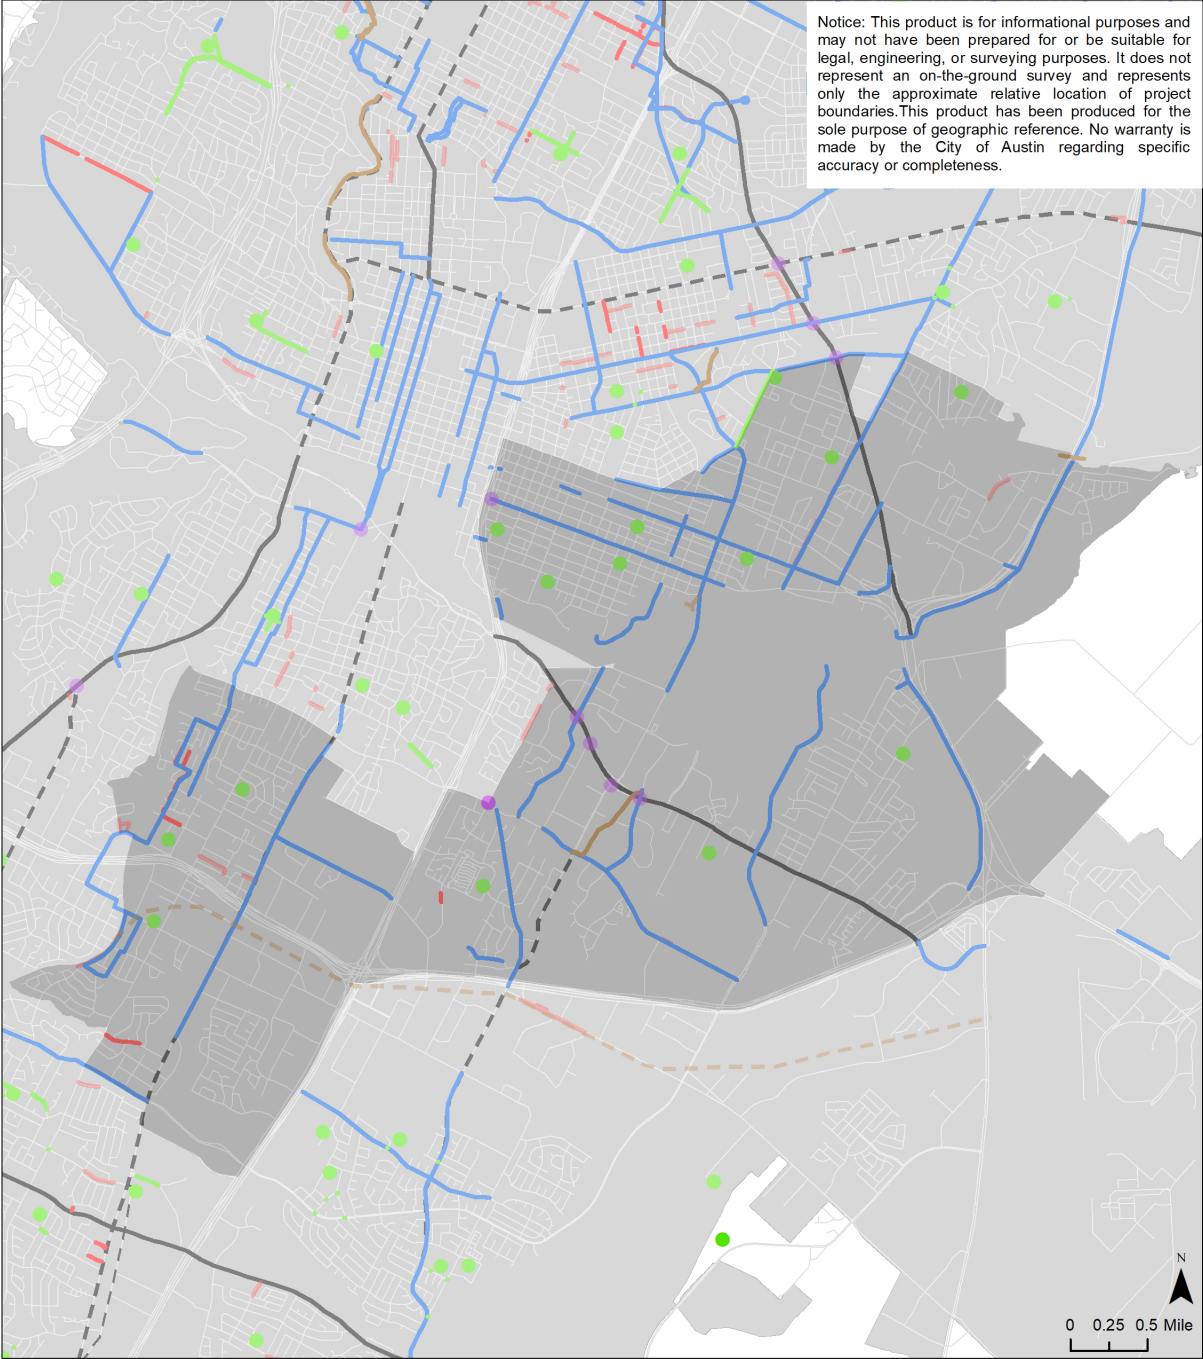 Notice: This product is for informational purposes and
may not have been prepared for or be suitable for
legal, engineering, or surveying purposes. It does not
represent an on-the-ground survey and represents
only the approximate relative location of project
boundaries.This product has been produced for the
sole purpose of geographic reference. No warranty is
made by the City of Austin regarding specific
accuracy or completeness.
N
0 0.25 0.5 Mile